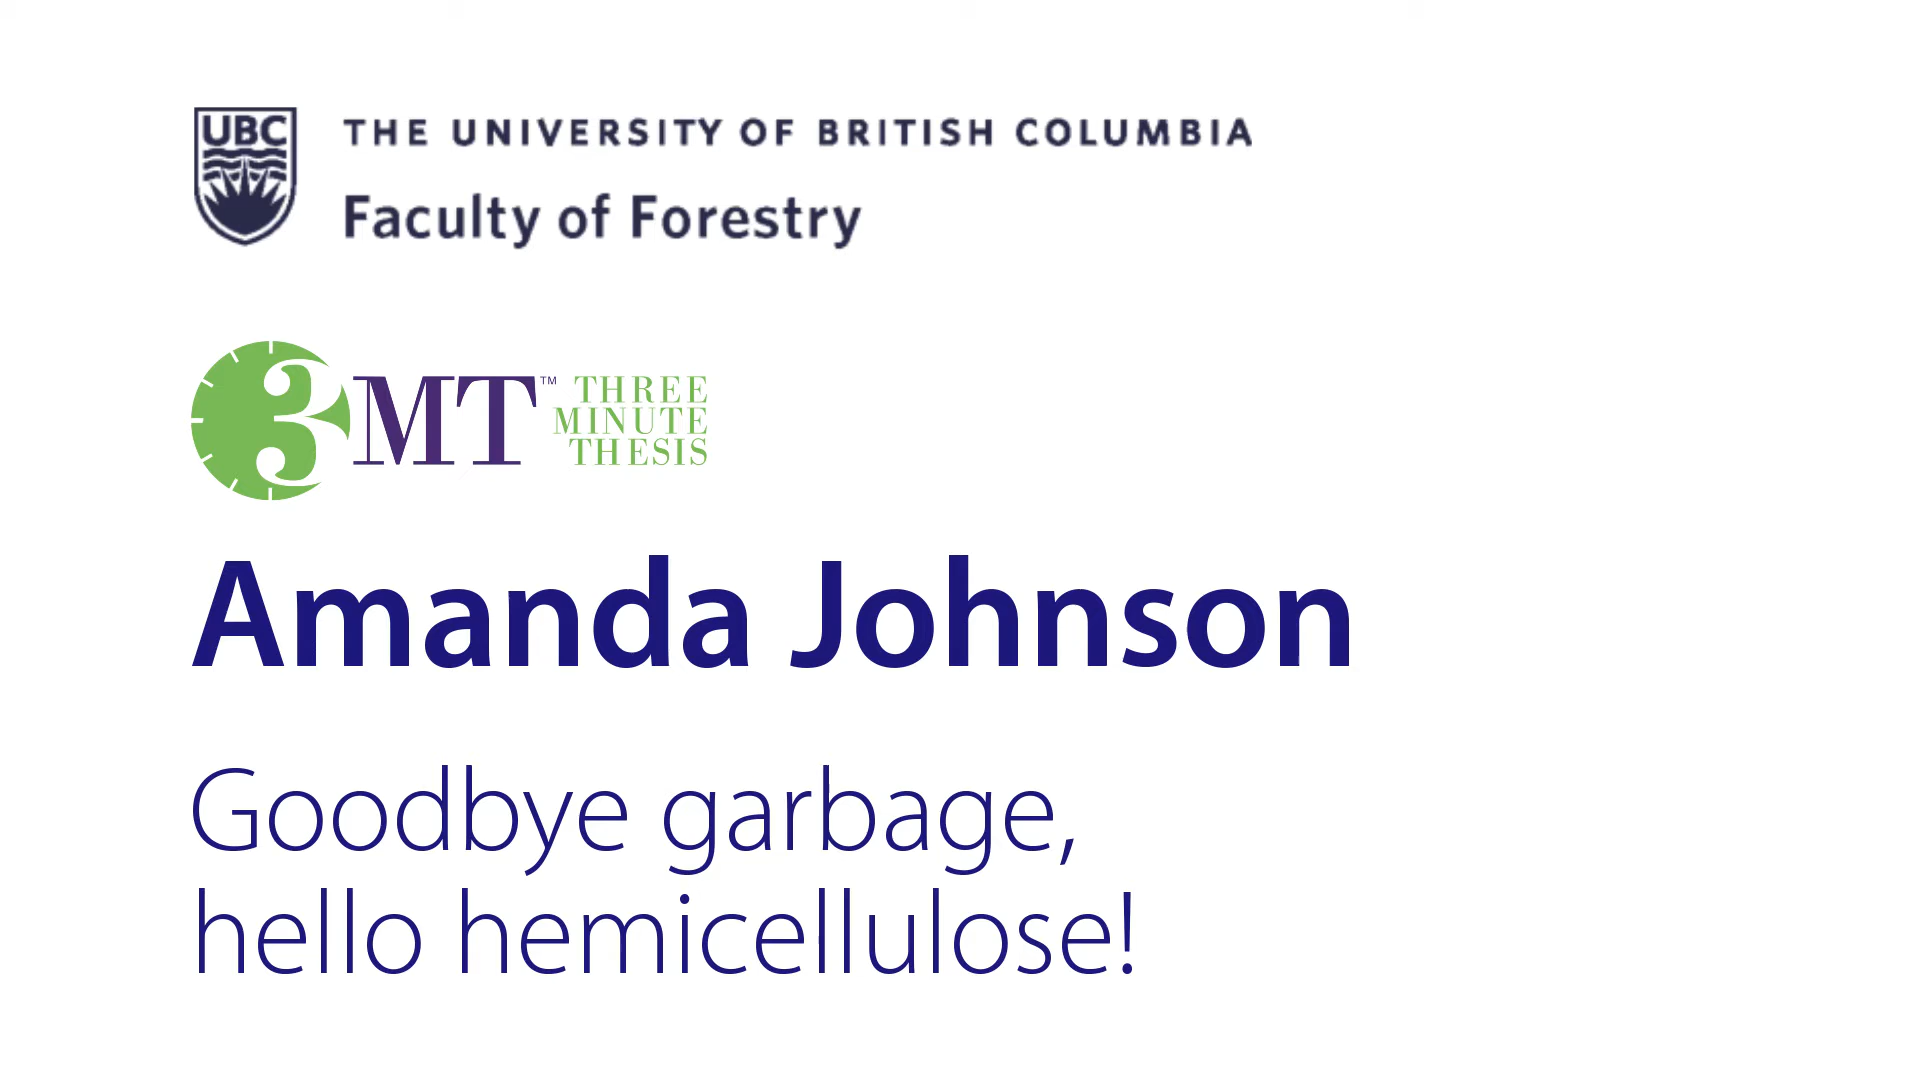 UBC
THE UNIVERSITY OF BRITISH COLUMBIA
Faculty of Forestry
3MT™ THREE
MINUTE
THESIS
Amanda Johnson
Goodbye garbage,
hello hemicellulose!